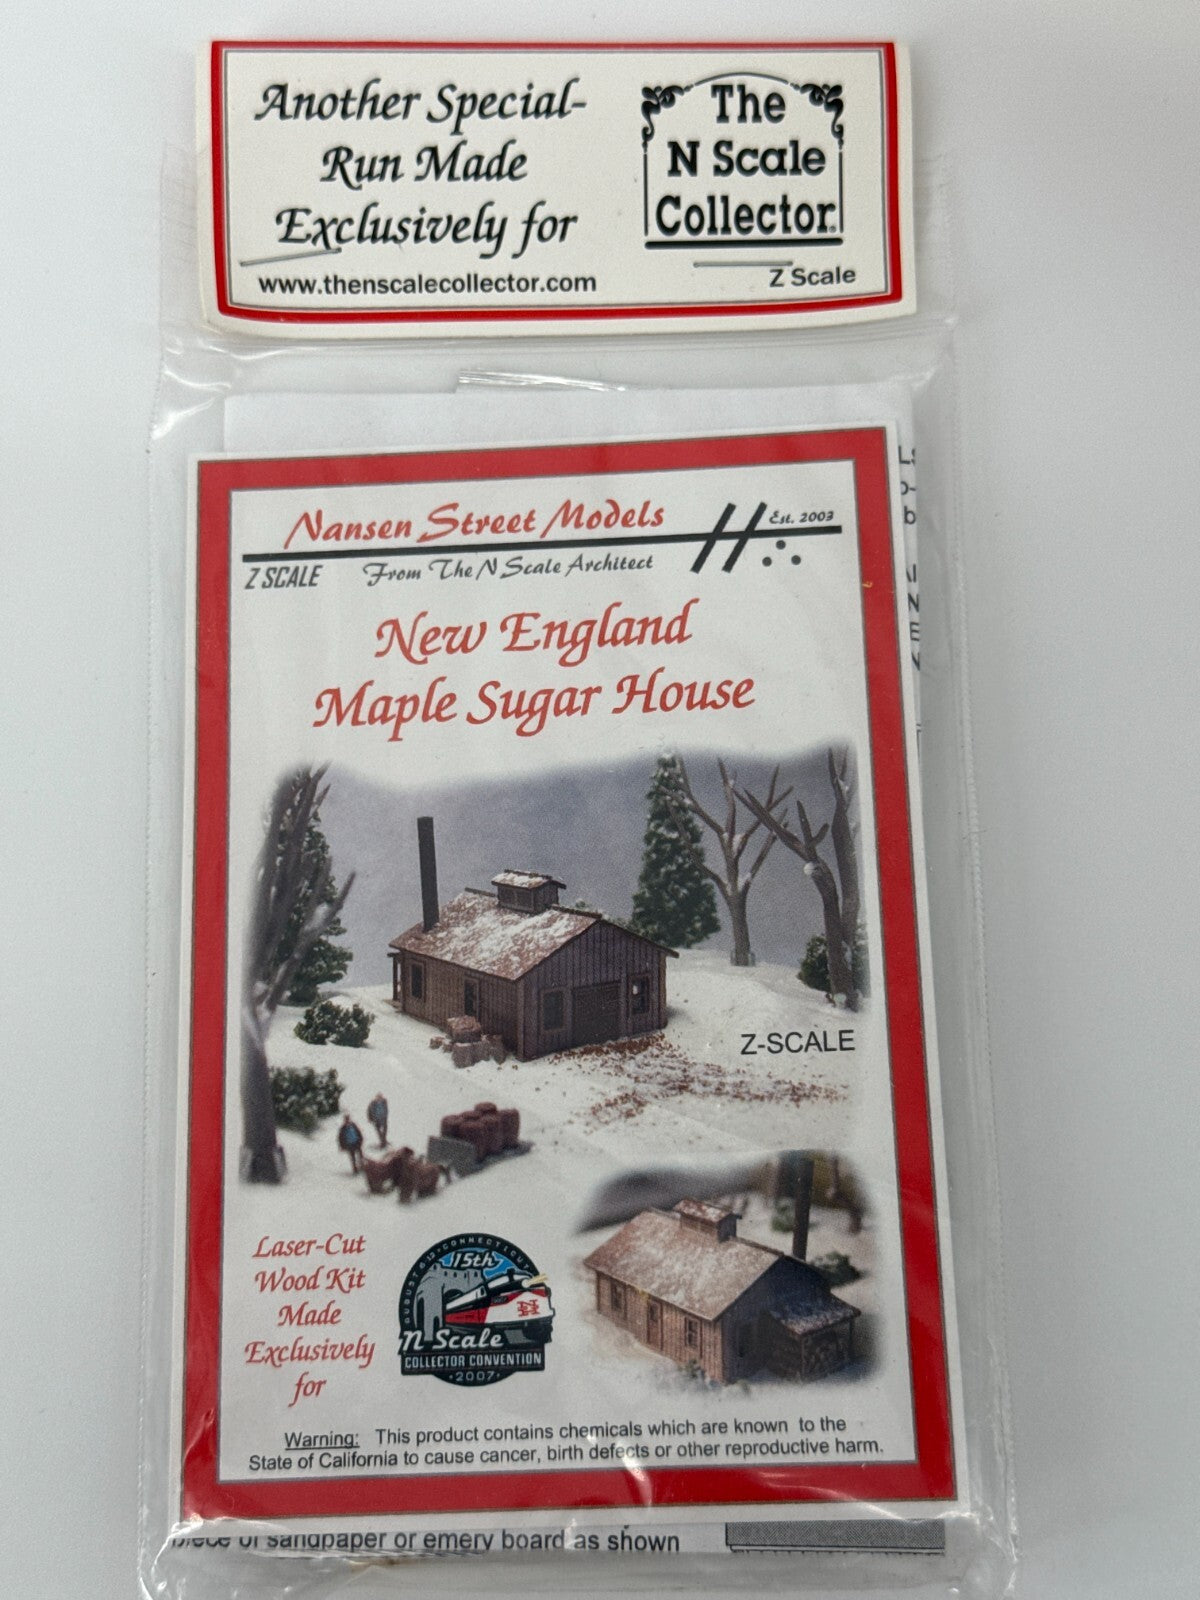 Another Special-
Run Made
Exclusively for
www.thenscalecollector.com
The
N Scale
Collector
Z Scale
Nansen Street Models
Est. 2003
Z SCALE
From The N Scale Architect
New England
Maple Sugar House
Z-SCALE
Laser-Cut
Wood Kit
Made
Exclusively
for
CONNECTICUT
15th
N Scale
COLLECTOR CONVENTION
·2007·
Warning: This product contains chemicals which are known to the
State of California to cause cancer, birth defects or other reproductive harm.
piece of sandpaper or emery board as shown